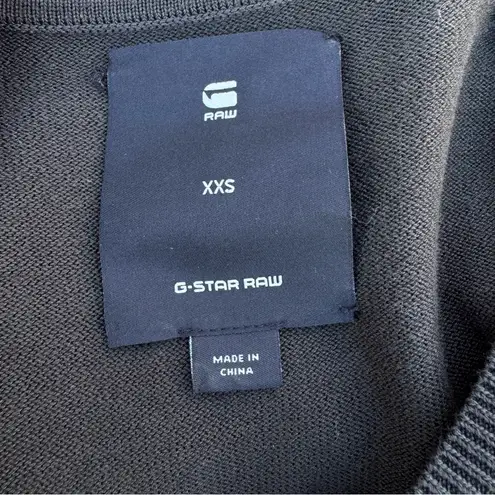 RAW
XXS
G-STAR RAW
MADE IN
CHINA